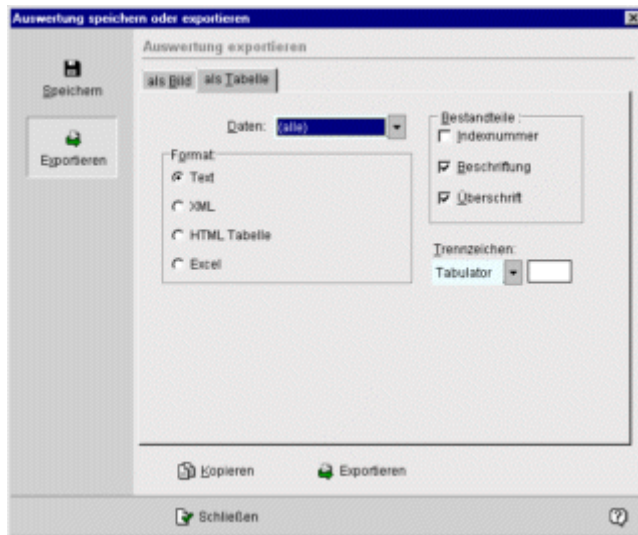 Auswertung speichern oder exportieren
Speichern
Exportieren
Auswertung exportieren
als Bild
als Tabelle
Daten:
(alle)
Format
Text
XML
HTML Tabelle
Excel
Bestandteile :
Indexnummer
Beschriftung
Überschrift
Trennzeichen:
Tabulator
Kopieren
Exportieren
Schließen